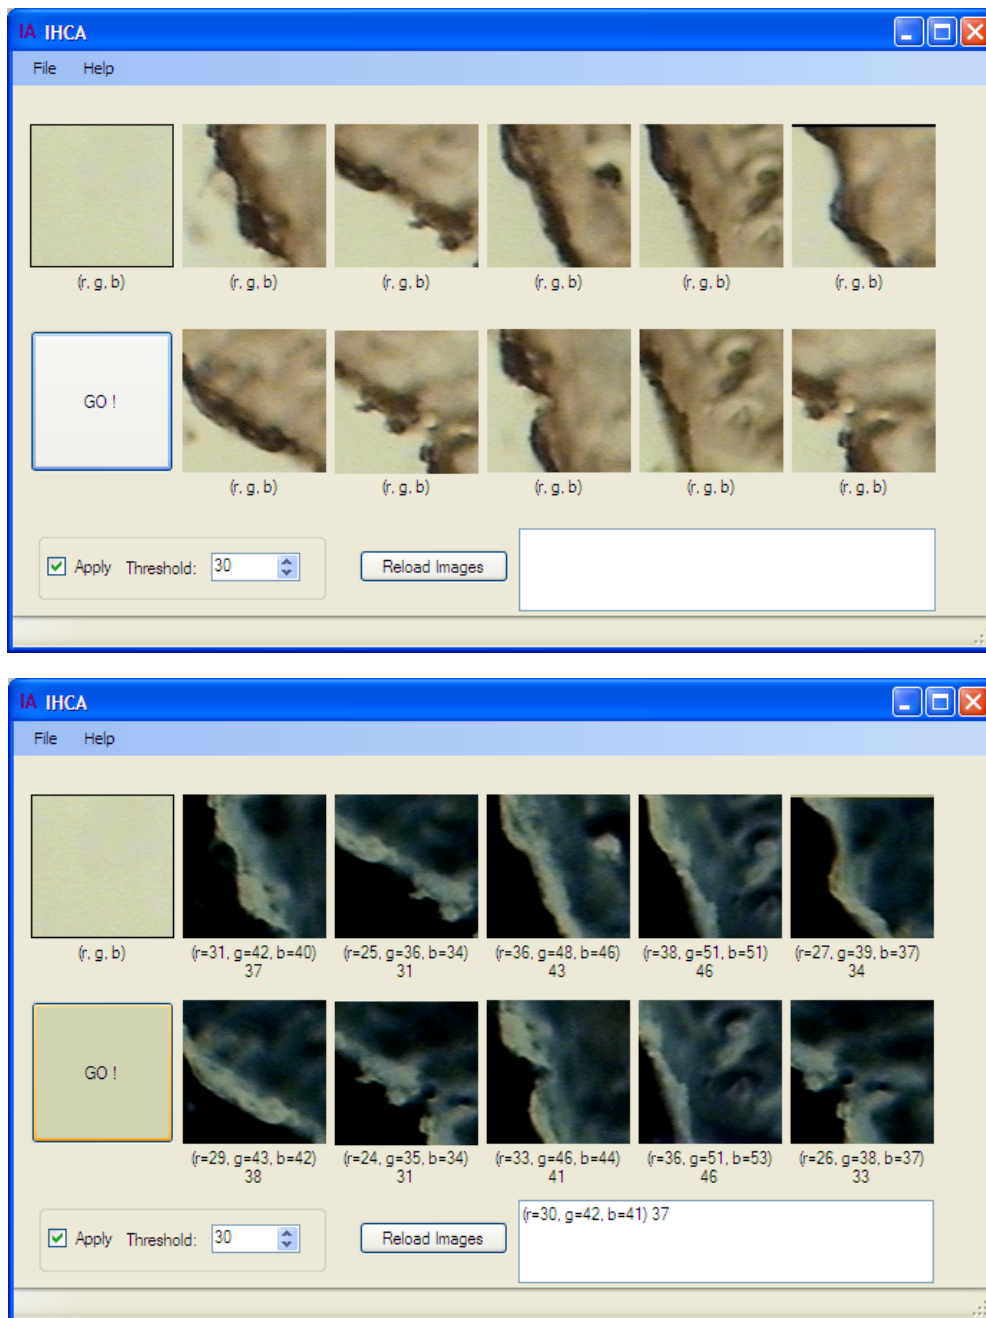 IA IHCA
File Help
(r, g, b) (r, g, b) (r, g, b) (r, g, b) (r, g, b) (r, g, b)
GO !
(r, g, b) (r, g, b) (r, g, b) (r, g, b) (r, g, b)
Apply Threshold: 30 Reload Images
IA IHCA
File Help
(r, g, b) (r=31, g=42, b=40) (r=25, g=36, b=34) (r=36, g=48, b=46) (r=38, g=51, b=51) (r=27, g=39, b=37)
37 31 43 46 34
GO !
(r=29, g=43, b=42) (r=24, g=35, b=34) (r=33, g=46, b=44) (r=36, g=51, b=53) (r=26, g=38, b=37)
38 31 41 46 33
(r=30, g=42, b=41) 37
Apply Threshold: 30 Reload Images